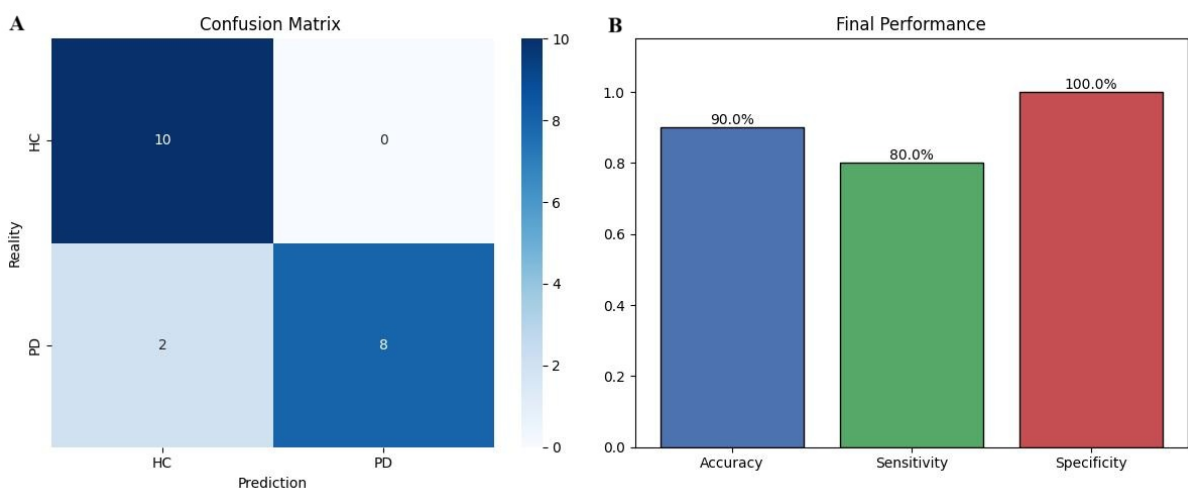 A
Confusion Matrix
HC
PD
Reality
10
0
2
8
HC
PD
Prediction
10
8
6
4
2
0
B
Final Performance
1.0
0.8
0.6
0.4
0.2
0.0
90.0%
80.0%
100.0%
Accuracy
Sensitivity
Specificity